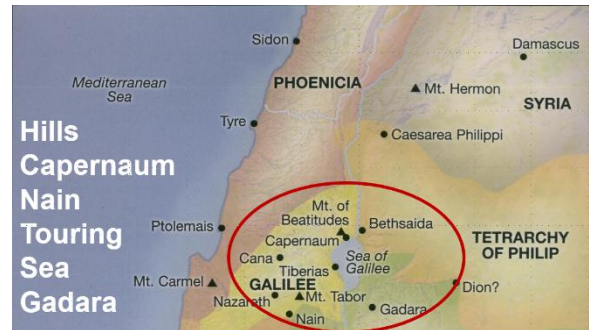 Sidon
Damascus
Mediterranean
Sea
PHOENICIA
Mt. Hermon
SYRIA
Tyre
Caesarea Philippi
Hills
Capernaum
Nain
Touring
Sea
Gadara
Ptolemais
Mt. of
Beatitudes
Bethsaida
Capernaum
TETRARCHY
OF PHILIP
Cana
Sea of
Galilee
Tiberias
Mt. Carmel
GALILEE
Dion?
Nazareth
Mt. Tabor
Gadara
Nain